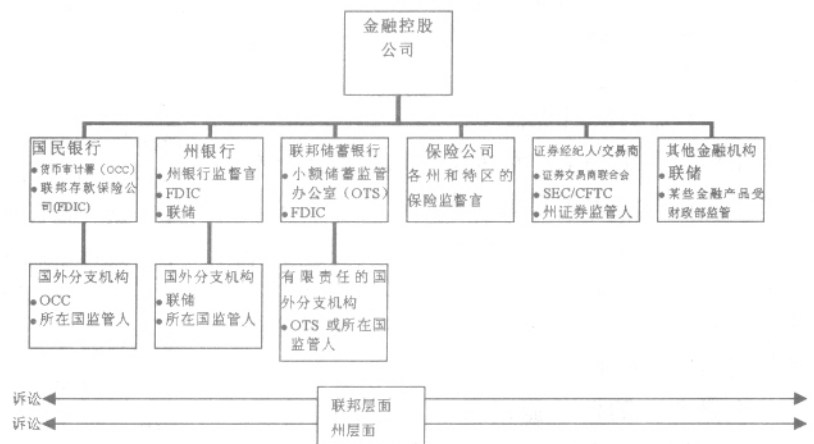 金融控股
公司
国民银行
●货币审计署（OCC）
●联邦存款保险公
司(FDIC)
州银行
●州银行监督官
●FDIC
●联储
联邦储蓄银行
●小额储蓄监管
办公室（OTS）
●FDIC
保险公司
各州和特区的
保险监督官
证券经纪人/交易商
●证券交易商联合会
●SEC/CFTC
●州证券监管人
其他金融机构
●联储
●某些金融产品受
财政部监管
国外分支机构
●OCC
●所在国监管人
国外分支机构
●联储
●所在国监管人
有限责任的国
外分支机构
●OTS 或所在国
监管人
诉讼
联邦层面
诉讼
州层面